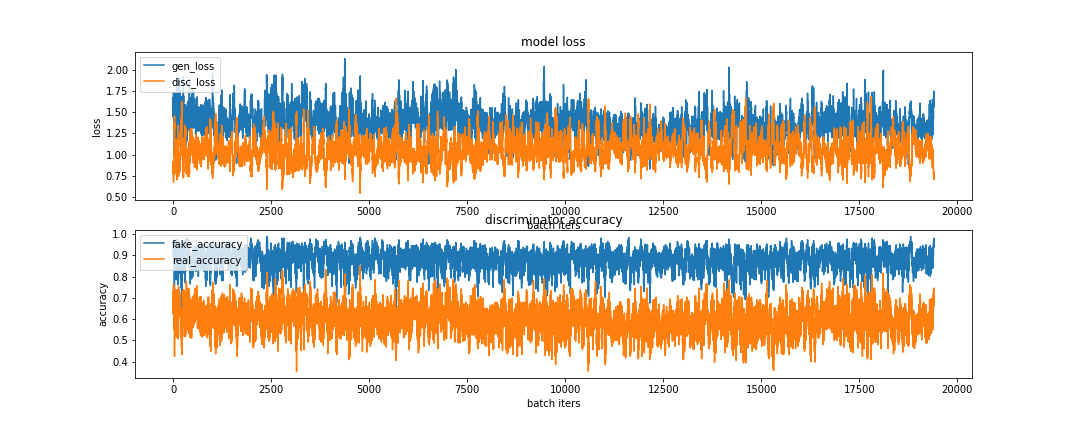 model loss
gen_loss
disc_loss
2.00
1.75
1.50
1.25
1.00
0.75
0.50
loss
0 2500 5000 7500 10000 12500 15000 17500 20000
batch iters
discriminator accuracy
fake_accuracy
real_accuracy
1.0
0.9
0.8
0.7
0.6
0.5
0.4
accuracy
0 2500 5000 7500 10000 12500 15000 17500 20000
batch iters